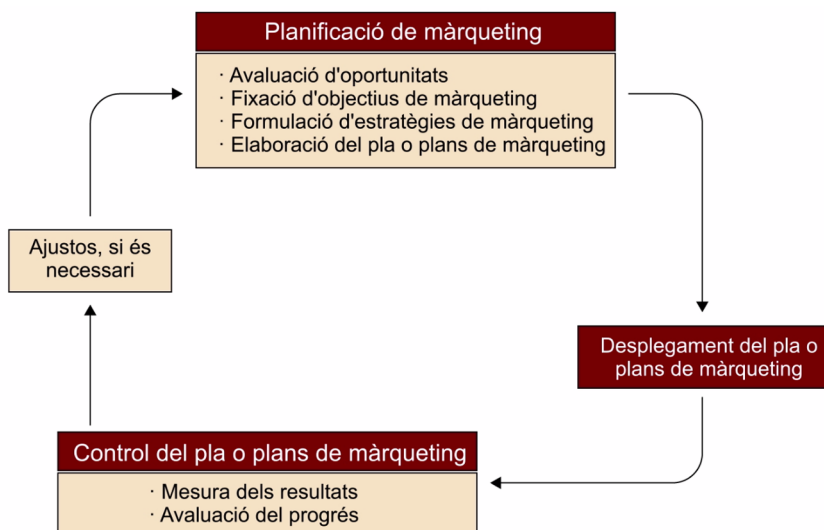 Planificació de màrqueting
· Avaluació d'oportunitats
· Fixació d'objectius de màrqueting
· Formulació d'estratègies de màrqueting
· Elaboració del pla o plans de màrqueting
Ajustos, si és
necessari
Desplegament del pla o
plans de màrqueting
Control del pla o plans de màrqueting
· Mesura dels resultats
· Avaluació del progrés